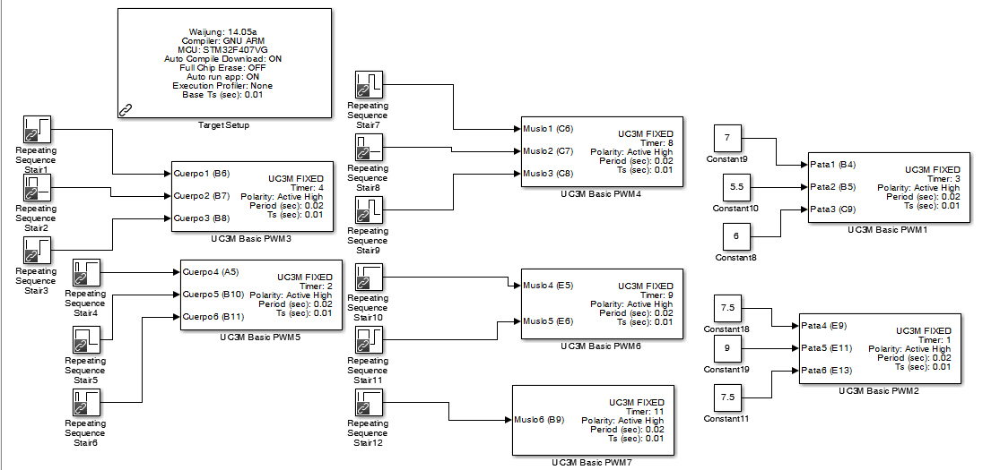 Waijung: 14.05a
Compiler: GNU ARM
MCU: STM32F407VG
Auto Compile Download: ON
Full Chip Erase: OFF
Auto run app: ON
Execution Profiler: None
Base Ts (sec): 0.01
Target Setup
Repeating
Sequence
Stair1
Repeating
Sequence
Stair2
Repeating
Sequence
Stair3
Cuerpo1 (B6)
Cuerpo2 (B7)
Cuerpo3 (B8)
UC3M FIXED
Timer: 4
Polarity: Active High
Period (sec): 0.02
Ts (sec): 0.01
UC3M Basic PWM3
Repeating
Sequence
Stair4
Repeating
Sequence
Stair5
Repeating
Sequence
Stair6
Cuerpo4 (A5)
Cuerpo5 (B10)
Cuerpo6 (B11)
UC3M FIXED
Timer: 2
Polarity: Active High
Period (sec): 0.02
Ts (sec): 0.01
UC3M Basic PWM5
Repeating
Sequence
Stair7
Repeating
Sequence
Stair8
Repeating
Sequence
Stair9
Muslo1 (C6)
Muslo2 (C7)
Muslo3 (C8)
UC3M FIXED
Timer: 8
Polarity: Active High
Period (sec): 0.02
Ts (sec): 0.01
UC3M Basic PWM4
Repeating
Sequence
Stair10
Repeating
Sequence
Stair11
Muslo4 (E5)
Muslo5 (E6)
UC3M FIXED
Timer: 9
Polarity: Active High
Period (sec): 0.02
Ts (sec): 0.01
UC3M Basic PWM6
Repeating
Sequence
Stair12
Muslo6 (B9)
UC3M FIXED
Timer: 11
Polarity: Active High
Period (sec): 0.02
Ts (sec): 0.01
UC3M Basic PWM7
7
Constant9
5.5
Constant10
6
Constant8
Pata1 (B4)
Pata2 (B5)
Pata3 (C9)
UC3M FIXED
Timer: 3
Polarity: Active High
Period (sec): 0.02
Ts (sec): 0.01
UC3M Basic PWM1
7.5
Constant18
9
Constant19
7.5
Constant11
Pata4 (E9)
Pata5 (E11)
Pata6 (E13)
UC3M FIXED
Timer: 1
Polarity: Active High
Period (sec): 0.02
Ts (sec): 0.01
UC3M Basic PWM2